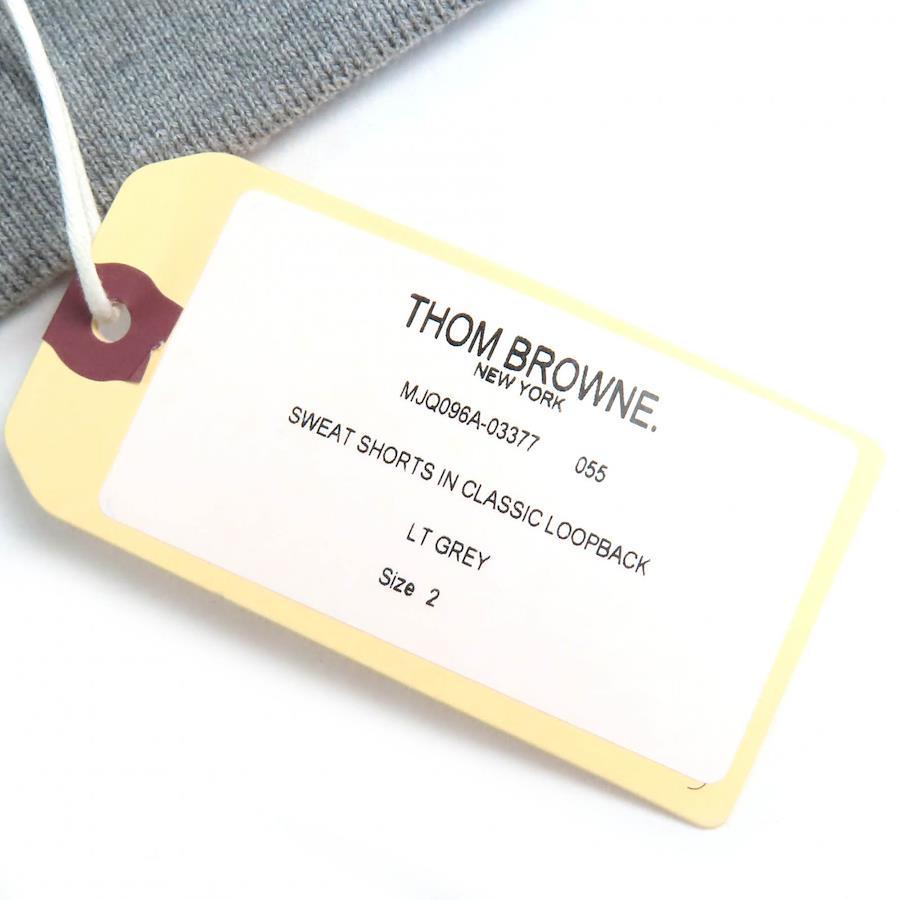 THOM BROWNE.
NEW YORK
MJQ096A-03377 055
SWEAT SHORTS IN CLASSIC LOOPBACK
LT GREY
Size 2